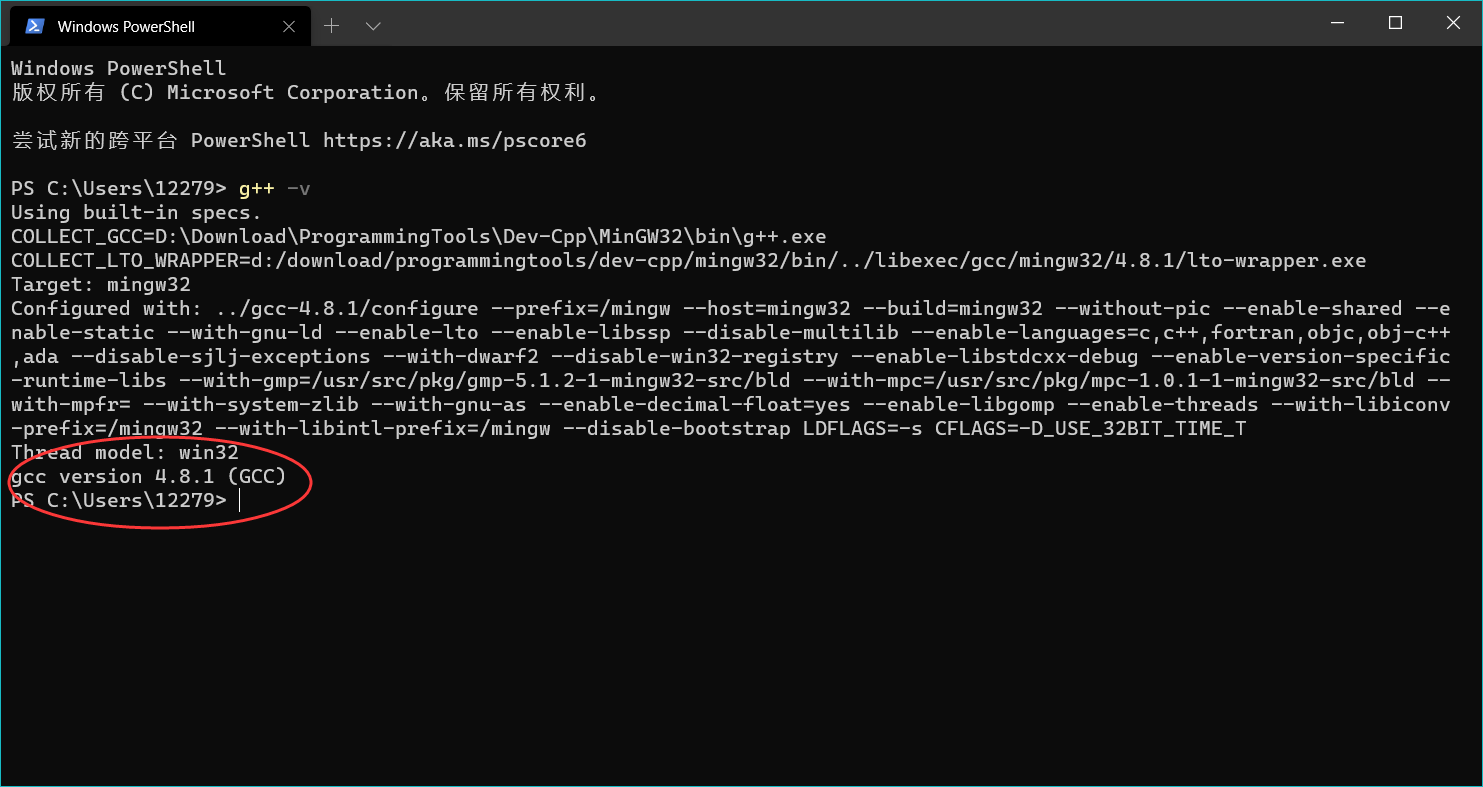 Windows PowerShell
Windows PowerShell
版权所有 (C) Microsoft Corporation。保留所有权利。
尝试新的跨平台 PowerShell https://aka.ms/pscore6
PS C:\Users\12279> g++ -v
Using built-in specs.
COLLECT_GCC=D:\Download\ProgrammingTools\Dev-Cpp\MinGW32\bin\g++.exe
COLLECT_LTO_WRAPPER=d:/download/programmingtools/dev-cpp/mingw32/bin/../libexec/gcc/mingw32/4.8.1/lto-wrapper.exe
Target: mingw32
Configured with: ../gcc-4.8.1/configure --prefix=/mingw --host=mingw32 --build=mingw32 --without-pic --enable-shared --e
nable-static --with-gnu-ld --enable-lto --enable-libssp --disable-multilib --enable-languages=c,c++,fortran,objc,obj-c++
,ada --disable-sjlj-exceptions --with-dwarf2 --disable-win32-registry --enable-libstdcxx-debug --enable-version-specific
-runtime-libs --with-gmp=/usr/src/pkg/gmp-5.1.2-1-mingw32-src/bld --with-mpc=/usr/src/pkg/mpc-1.0.1-1-mingw32-src/bld --
with-mpfr= --with-system-zlib --with-gnu-as --enable-decimal-float=yes --enable-libgomp --enable-threads --with-libiconv
-prefix=/mingw32 --with-libintl-prefix=/mingw --disable-bootstrap LDFLAGS=-s CFLAGS=-D_USE_32BIT_TIME_T
Thread model: win32
gcc version 4.8.1 (GCC)
PS C:\Users\12279>